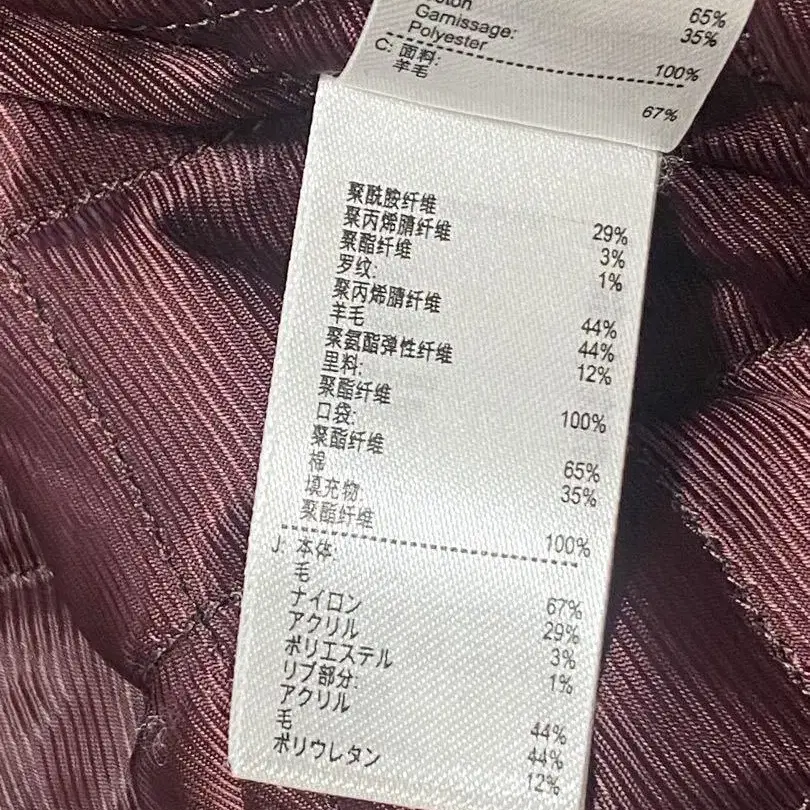 65%
Garnissage: 35%
Polyester
C: 面料: 100%
羊毛 67%
聚酰胺纤维 29%
聚丙烯腈纤维 3%
聚酯纤维 1%
罗纹:
聚丙烯腈纤维 44%
羊毛 44%
聚氨酯弹性纤维 12%
里料:
聚酯纤维 100%
口袋:
聚酯纤维 65%
棉 35%
填充物:
聚酯纤维 100%
J: 本体:
毛 67%
ナイロン 29%
アクリル 3%
ポリエステル 1%
リブ部分:
アクリル 44%
毛 44%
ポリウレタン 12%